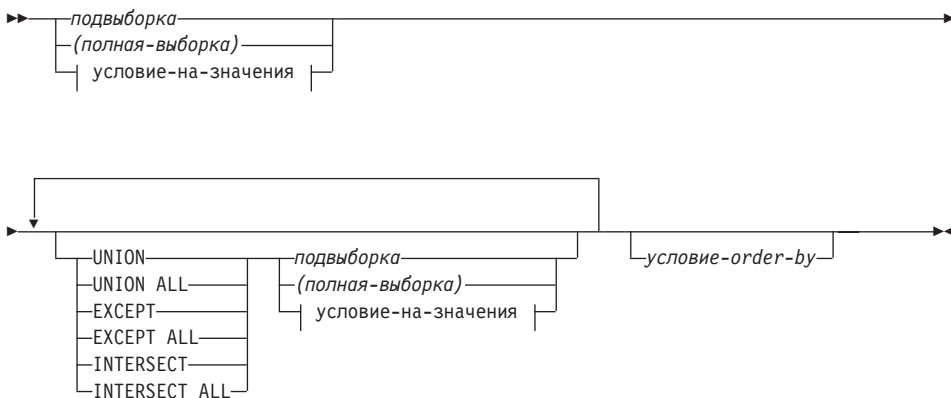 подвыборка
(полная-выборка)
условие-на-значения
UNION
UNION ALL
EXCEPT
EXCEPT ALL
INTERSECT
INTERSECT ALL
подвыборка
(полная-выборка)
условие-на-значения
условие-order-by